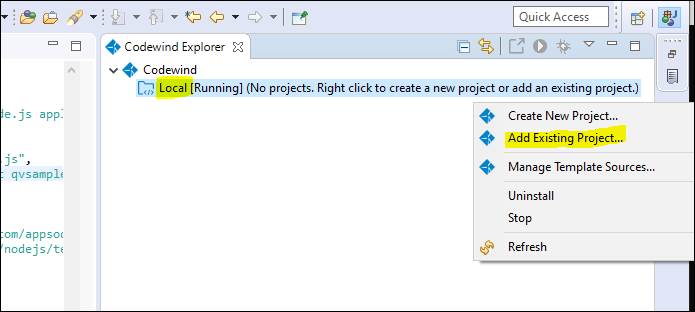 Quick Access
Codewind Explorer
Codewind
Local [Running] (No projects. Right click to create a new project or add an existing project.)
de.js appl
.js",
qvsample
com/appsod
/nodejs/te
Create New Project...
Add Existing Project...
Manage Template Sources...
Uninstall
Stop
Refresh